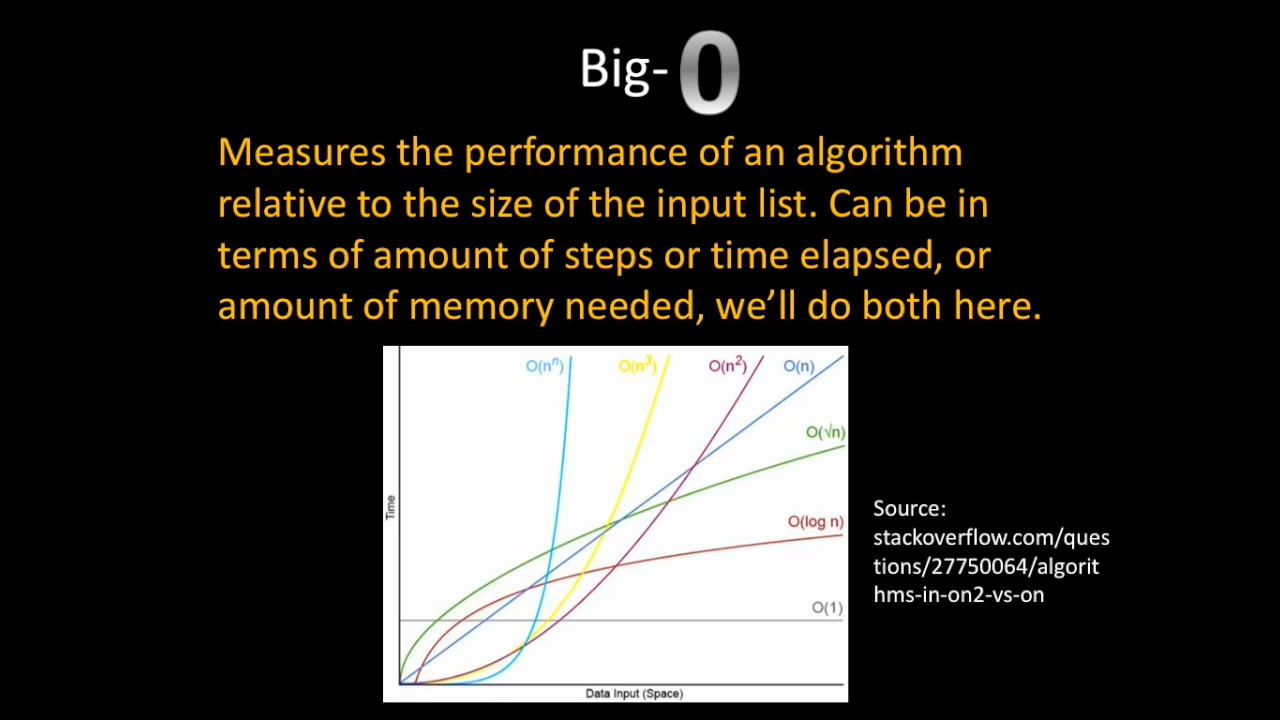 Big-O
Measures the performance of an algorithm
relative to the size of the input list. Can be in
terms of amount of steps or time elapsed, or
amount of memory needed, we’ll do both here.
O(nⁿ) O(n³) O(n²) O(n)
O(√n)
O(log n)
O(1)
Time
Data Input (Space)
Source:
stackoverflow.com/ques
tions/27750064/algorit
hms-in-on2-vs-on